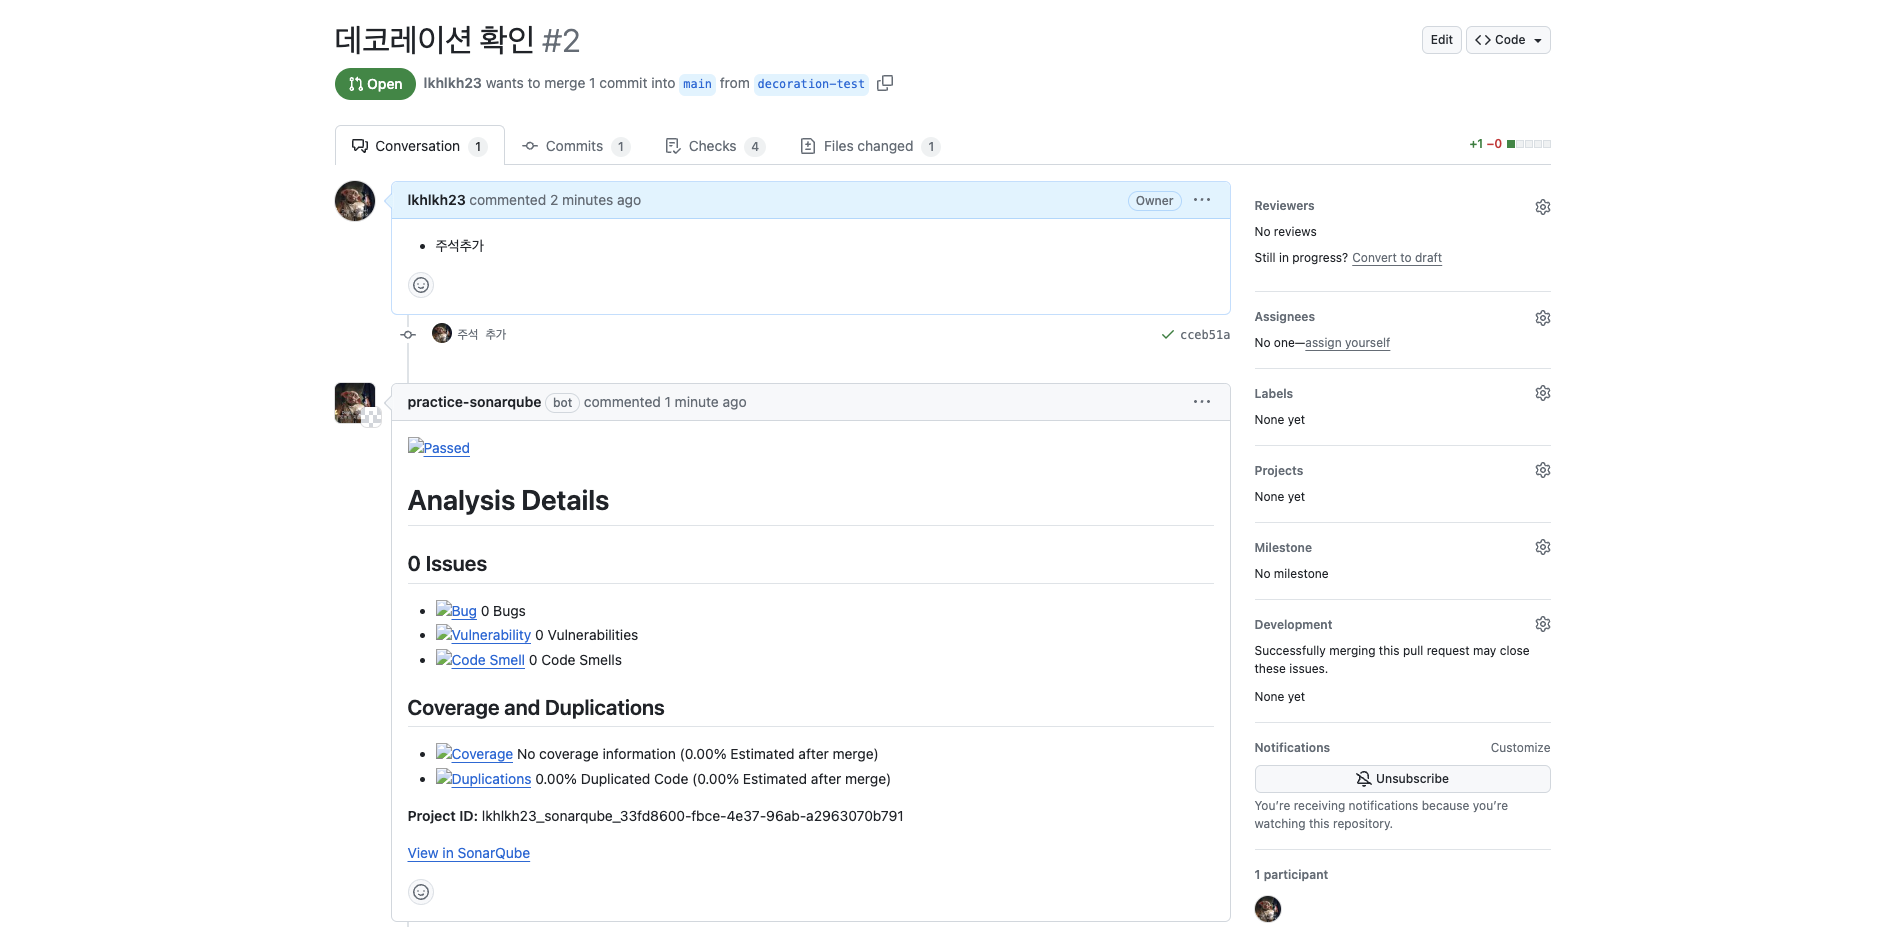 데코레이션 확인 #2
Edit
Code
Open
lkhlkh23 wants to merge 1 commit into main from decoration-test
Conversation 1
Commits 1
Checks 4
Files changed 1
+1 −0
lkhlkh23 commented 2 minutes ago
Owner
주석추가
주석 추가
cceb51a
practice-sonarqube bot commented 1 minute ago
Passed
Analysis Details
0 Issues
Bug 0 Bugs
Vulnerability 0 Vulnerabilities
Code Smell 0 Code Smells
Coverage and Duplications
Coverage No coverage information (0.00% Estimated after merge)
Duplications 0.00% Duplicated Code (0.00% Estimated after merge)
Project ID: lkhlkh23_sonarqube_33fd8600-fbce-4e37-96ab-a2963070b791
View in SonarQube
Reviewers
No reviews
Still in progress? Convert to draft
Assignees
No one—assign yourself
Labels
None yet
Projects
None yet
Milestone
No milestone
Development
Successfully merging this pull request may close
these issues.
None yet
Notifications
Customize
Unsubscribe
You’re receiving notifications because you’re
watching this repository.
1 participant